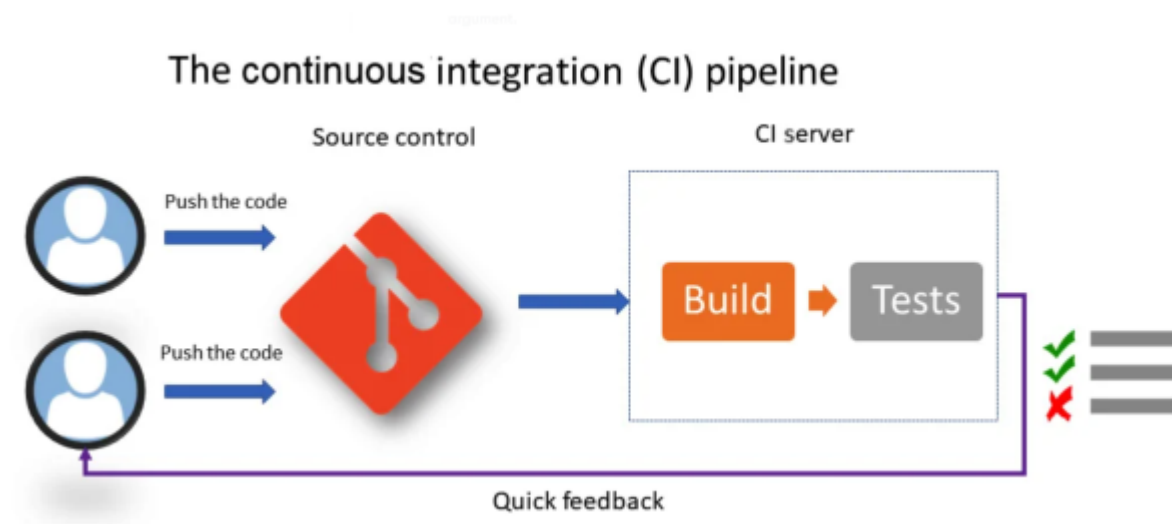 The continuous integration (CI) pipeline
Source control
CI server
Push the code
Build
Tests
Push the code
Quick feedback